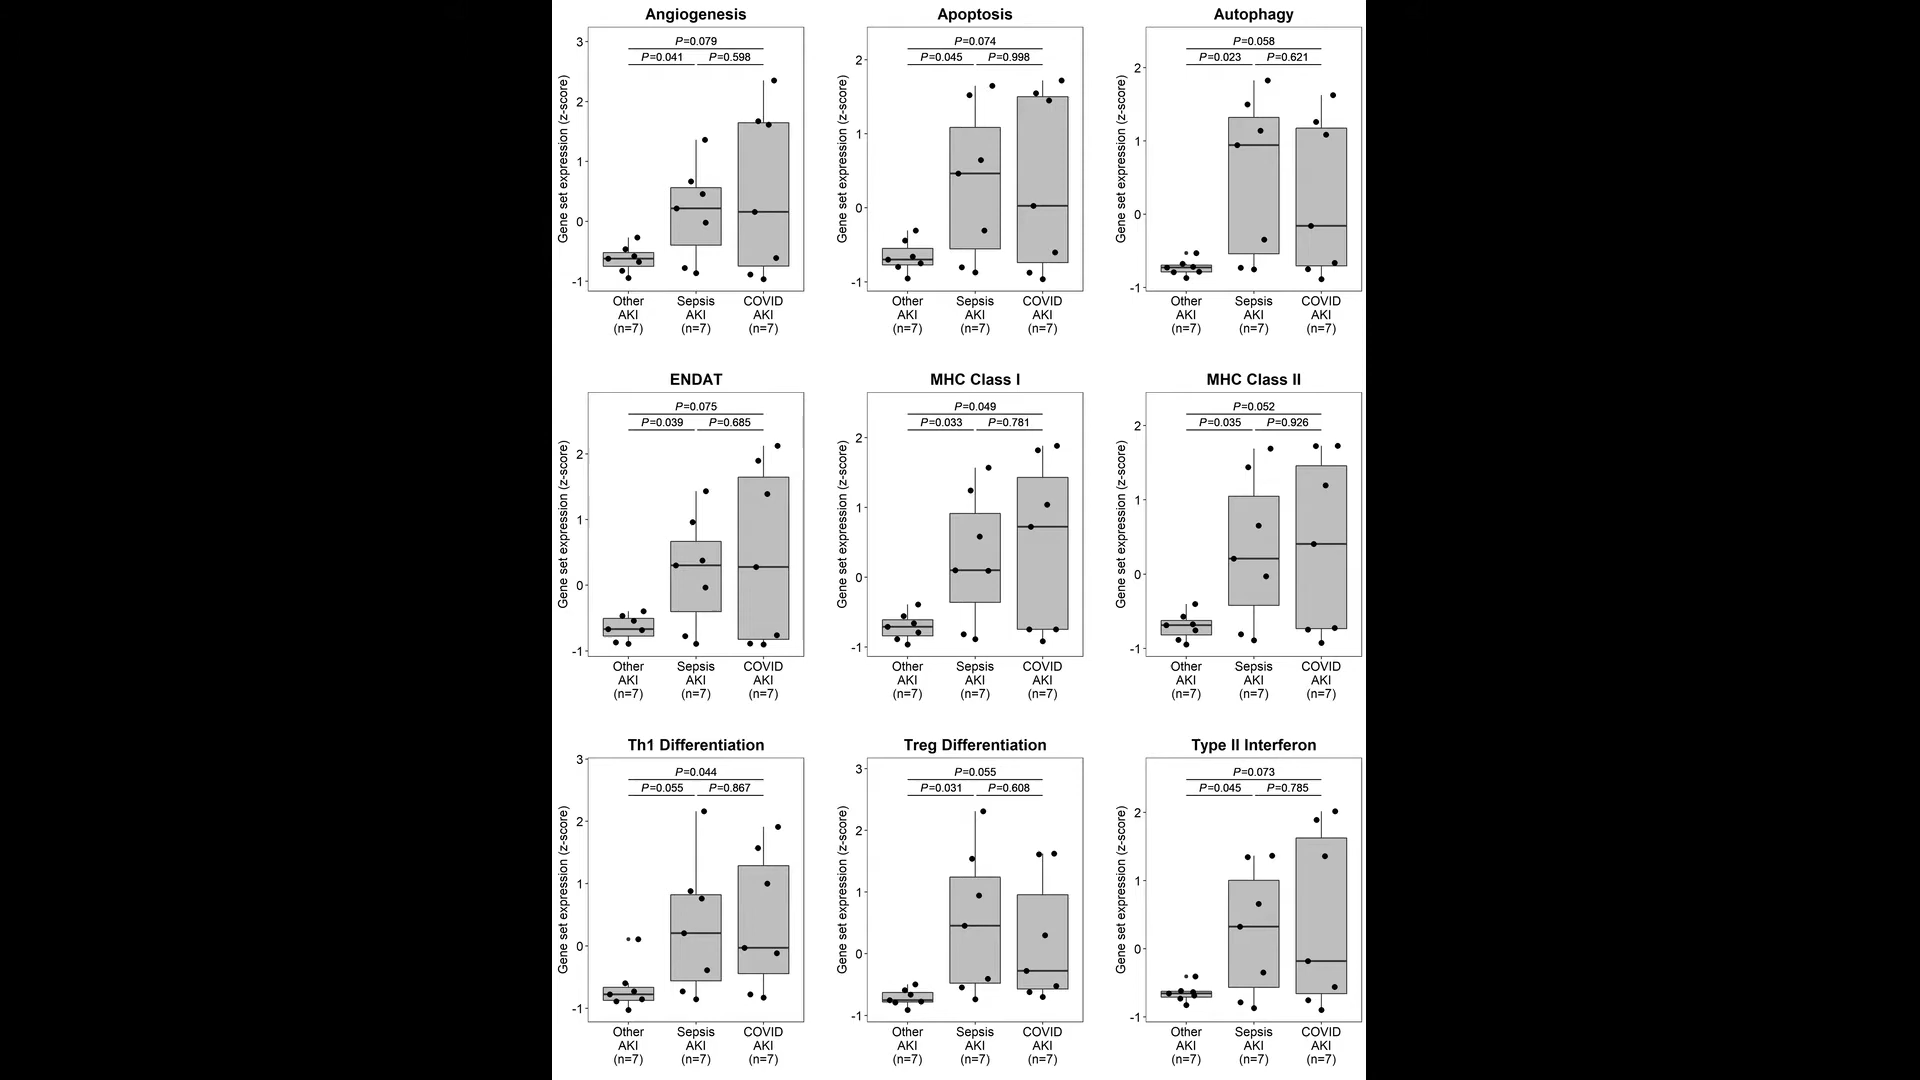 Angiogenesis
Apoptosis
Autophagy
P=0.079
P=0.041
P=0.598
Gene set expression (z-score)
3
2
1
0
-1
Other AKI (n=7)
Sepsis AKI (n=7)
COVID AKI (n=7)
P=0.074
P=0.045
P=0.998
Gene set expression (z-score)
2
1
0
-1
Other AKI (n=7)
Sepsis AKI (n=7)
COVID AKI (n=7)
P=0.058
P=0.023
P=0.621
Gene set expression (z-score)
2
1
0
-1
Other AKI (n=7)
Sepsis AKI (n=7)
COVID AKI (n=7)
ENDAT
MHC Class I
MHC Class II
P=0.075
P=0.039
P=0.685
Gene set expression (z-score)
2
1
0
-1
Other AKI (n=7)
Sepsis AKI (n=7)
COVID AKI (n=7)
P=0.049
P=0.033
P=0.781
Gene set expression (z-score)
2
1
0
-1
Other AKI (n=7)
Sepsis AKI (n=7)
COVID AKI (n=7)
P=0.052
P=0.035
P=0.926
Gene set expression (z-score)
2
1
0
-1
Other AKI (n=7)
Sepsis AKI (n=7)
COVID AKI (n=7)
Th1 Differentiation
Treg Differentiation
Type II Interferon
P=0.044
P=0.055
P=0.867
Gene set expression (z-score)
3
2
1
0
-1
Other AKI (n=7)
Sepsis AKI (n=7)
COVID AKI (n=7)
P=0.055
P=0.031
P=0.608
Gene set expression (z-score)
3
2
1
0
-1
Other AKI (n=7)
Sepsis AKI (n=7)
COVID AKI (n=7)
P=0.073
P=0.045
P=0.785
Gene set expression (z-score)
2
1
0
-1
Other AKI (n=7)
Sepsis AKI (n=7)
COVID AKI (n=7)